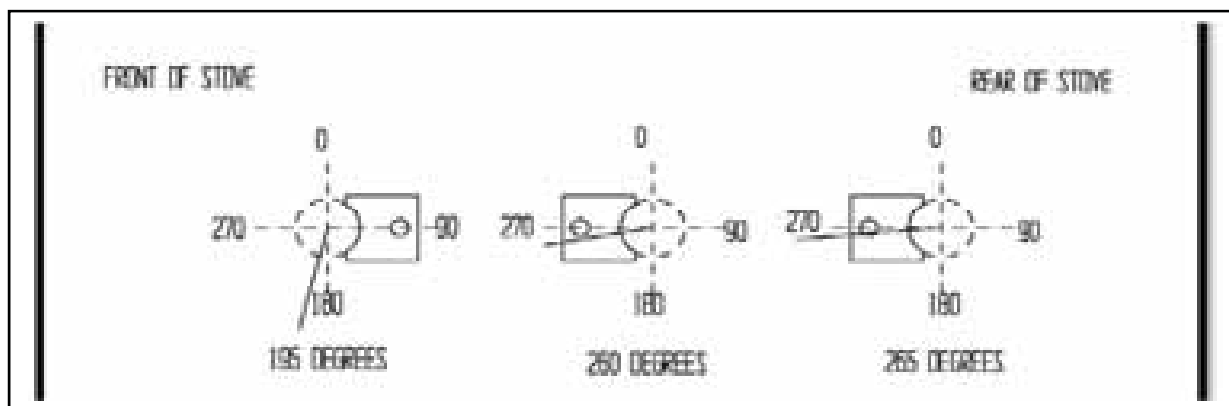 FRONT OF STOVE REAR OF STOVE
0 0 0
270 90 270 90 270 90
180 180 180
195 DEGREES 260 DEGREES 265 DEGREES